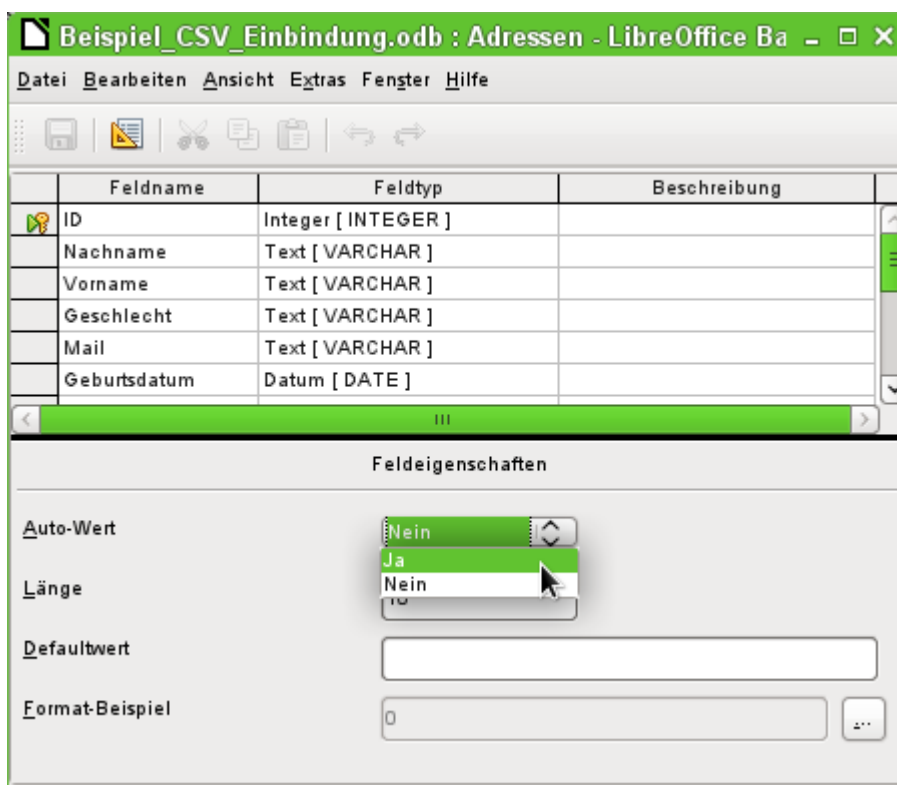 Beispiel_CSV_Einbindung.odb : Adressen - LibreOffice Ba
Datei Bearbeiten Ansicht Extras Fenster Hilfe
Feldname Feldtyp Beschreibung
ID Integer [ INTEGER ]
Nachname Text [ VARCHAR ]
Vorname Text [ VARCHAR ]
Geschlecht Text [ VARCHAR ]
Mail Text [ VARCHAR ]
Geburtsdatum Datum [ DATE ]
Feldeigenschaften
Auto-Wert Nein
Ja
Nein
Länge
Defaultwert
Format-Beispiel 0 ...